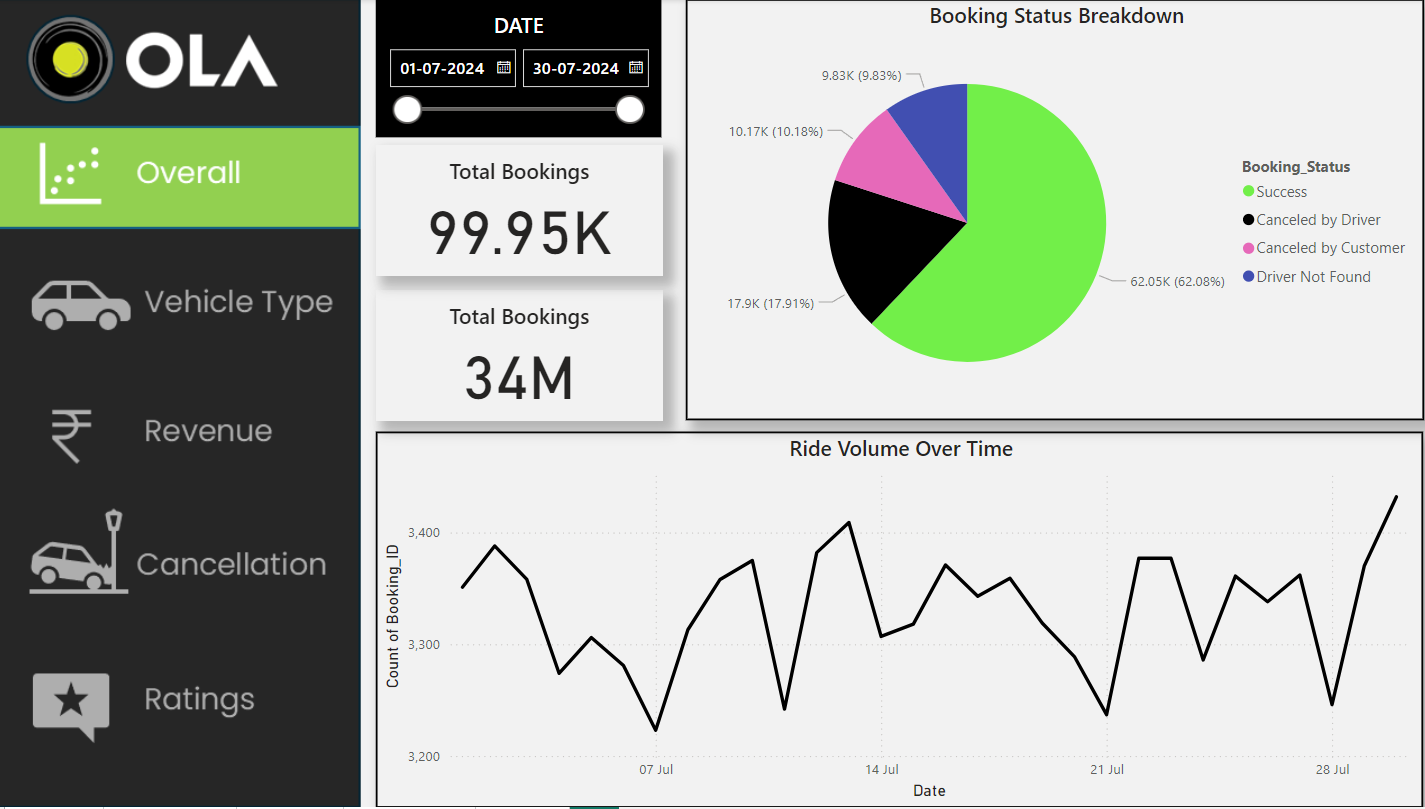 OLA
Overall
Vehicle Type
Revenue
Cancellation
Ratings
DATE
01-07-2024
30-07-2024
Total Bookings
99.95K
Total Bookings
34M
Booking Status Breakdown
9.83K (9.83%)
10.17K (10.18%)
17.9K (17.91%)
62.05K (62.08%)
Booking_Status
Success
Canceled by Driver
Canceled by Customer
Driver Not Found
Ride Volume Over Time
Count of Booking_ID
3,400
3,300
3,200
07 Jul
14 Jul
21 Jul
28 Jul
Date